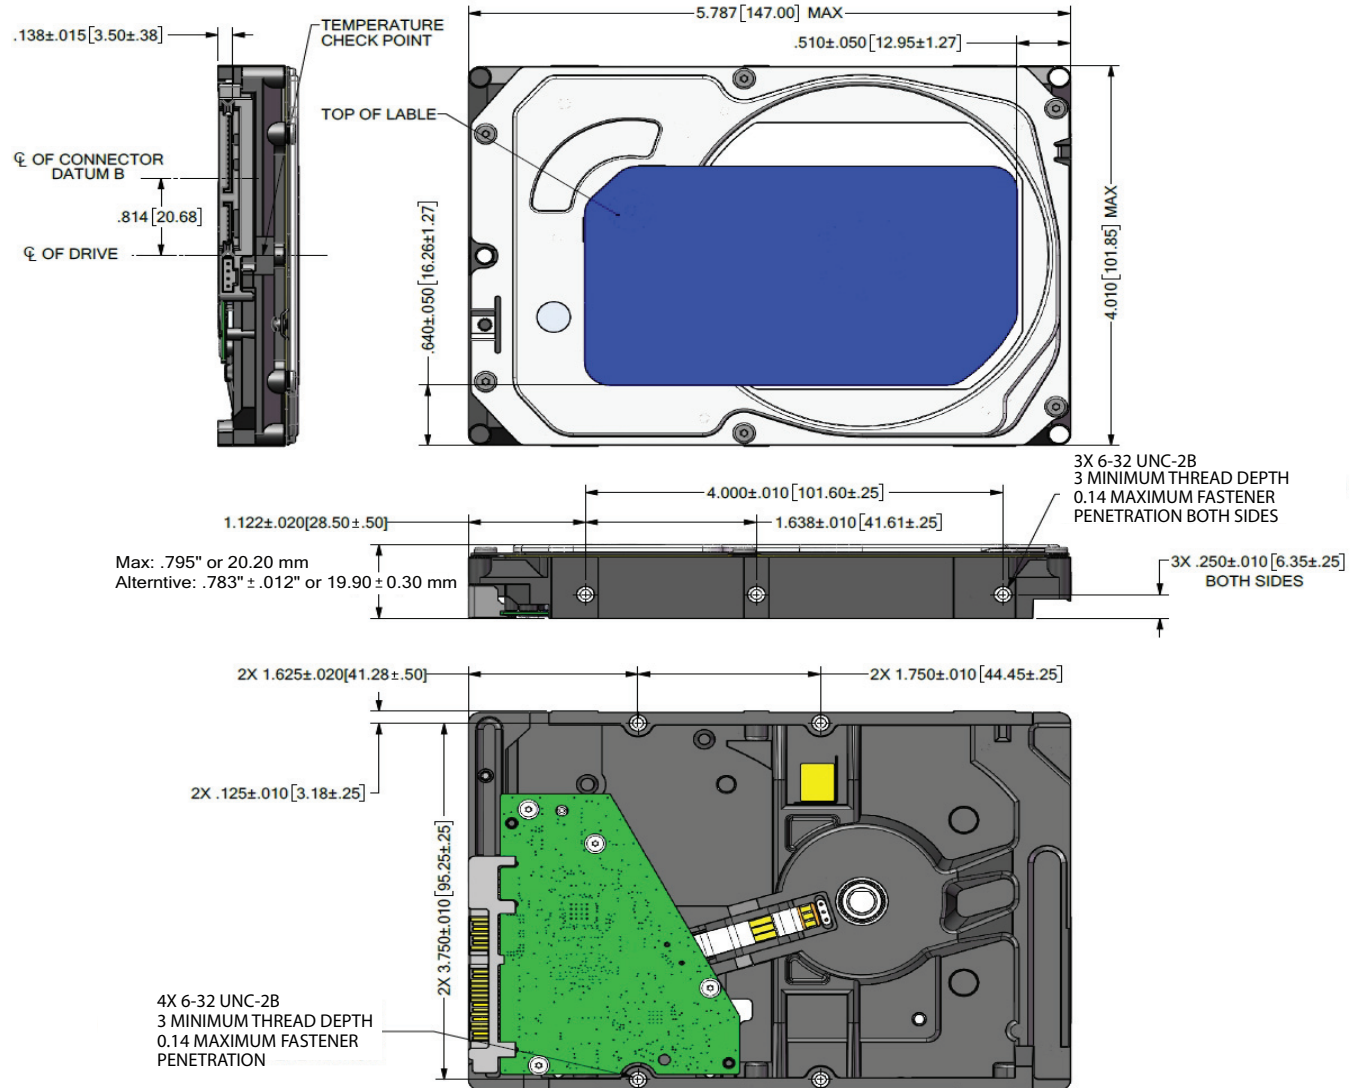 5.787[147.00] MAX
.138±.015[3.50±.38]
TEMPERATURE
CHECK POINT
.510±.050[12.95±1.27]
TOP OF LABLE
℄ OF CONNECTOR
DATUM B
.814[20.68]
℄ OF DRIVE
.640±.050[16.26±1.27]
4.010[101.85] MAX
3X 6-32 UNC-2B
3 MINIMUM THREAD DEPTH
0.14 MAXIMUM FASTENER
PENETRATION BOTH SIDES
4.000±.010[101.60±.25]
1.122±.020[28.50±.50]
1.638±.010[41.61±.25]
Max: .795" or 20.20 mm
Alterntive: .783" ± .012" or 19.90 ± 0.30 mm
3X .250±.010[6.35±.25]
BOTH SIDES
2X 1.625±.020[41.28±.50]
2X 1.750±.010[44.45±.25]
2X .125±.010[3.18±.25]
2X 3.750±.010[95.25±.25]
4X 6-32 UNC-2B
3 MINIMUM THREAD DEPTH
0.14 MAXIMUM FASTENER
PENETRATION